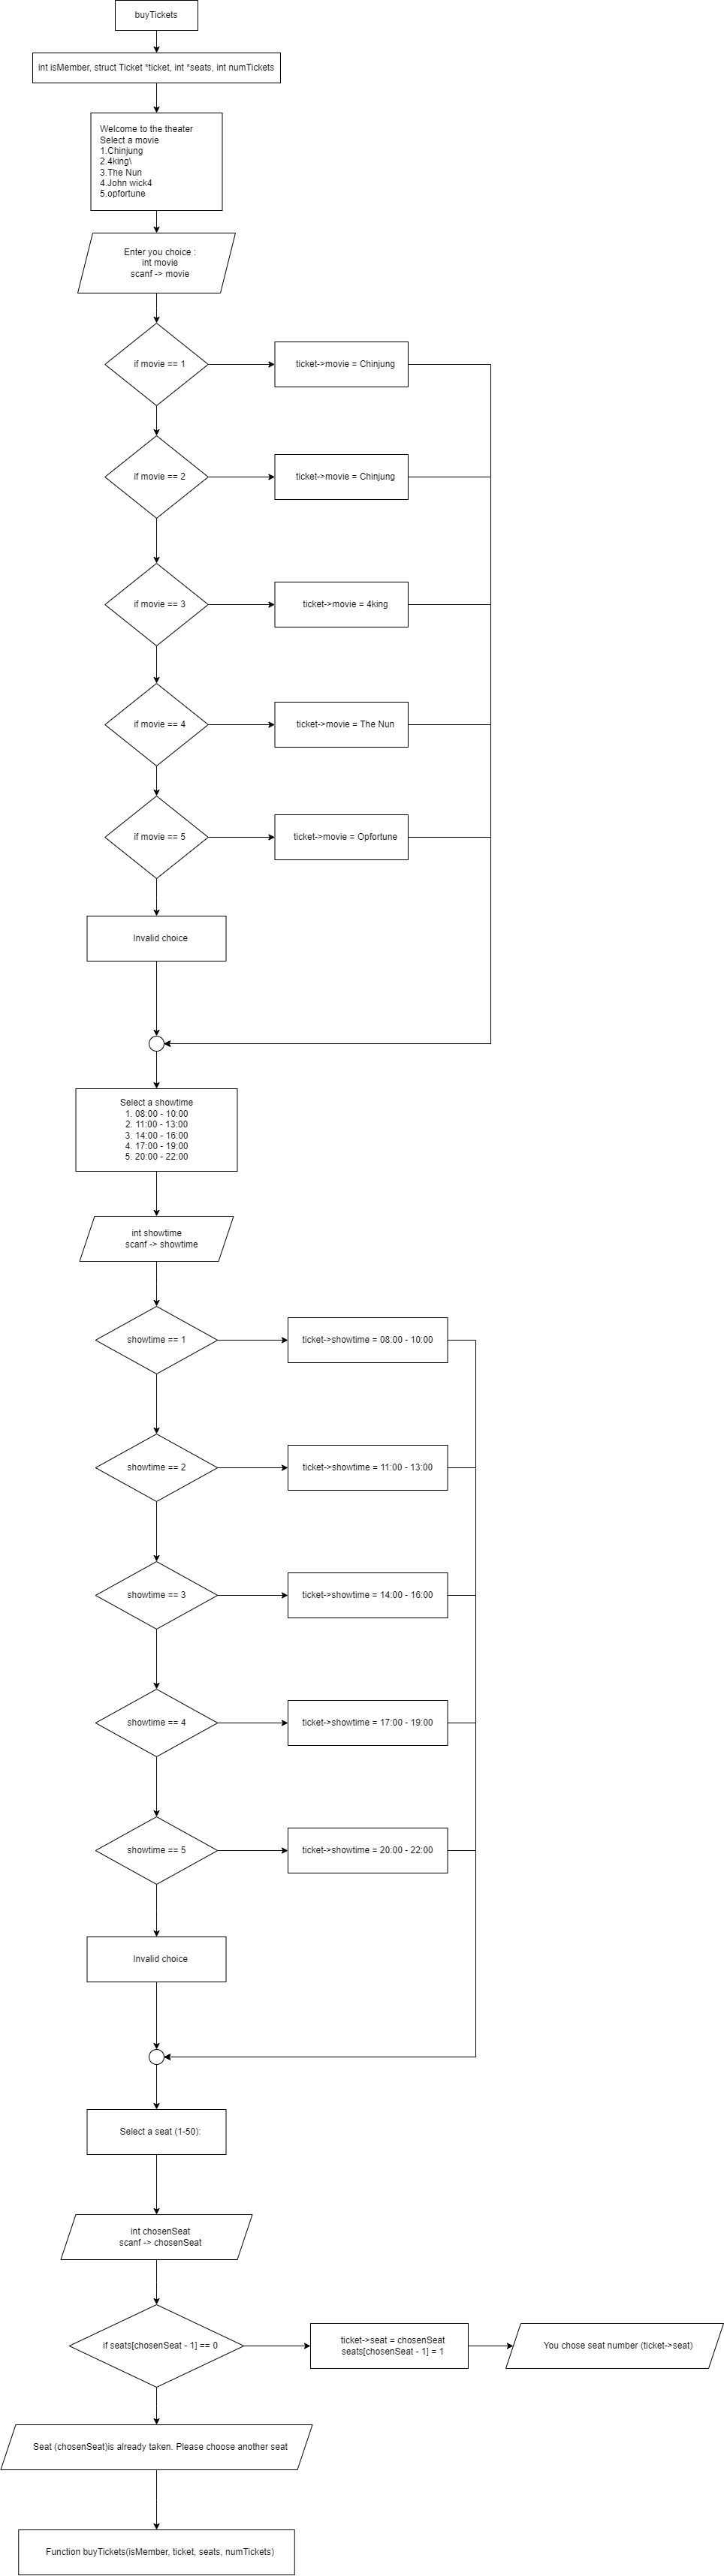 buyTickets
int isMember, struct Ticket *ticket, int *seats, int numTickets
Welcome to the theater
Select a movie
1.Chinjung
2.4king\
3.The Nun
4.John wick4
5.opfortune
Enter you choice :
int movie
scanf -> movie
if movie == 1
ticket->movie = Chinjung
if movie == 2
ticket->movie = Chinjung
if movie == 3
ticket->movie = 4king
if movie == 4
ticket->movie = The Nun
if movie == 5
ticket->movie = Opfortune
Invalid choice
Select a showtime
1. 08:00 - 10:00
2. 11:00 - 13:00
3. 14:00 - 16:00
4. 17:00 - 19:00
5. 20:00 - 22:00
int showtime
scanf -> showtime
showtime == 1
ticket->showtime = 08:00 - 10:00
showtime == 2
ticket->showtime = 11:00 - 13:00
showtime == 3
ticket->showtime = 14:00 - 16:00
showtime == 4
ticket->showtime = 17:00 - 19:00
showtime == 5
ticket->showtime = 20:00 - 22:00
Invalid choice
Select a seat (1-50):
int chosenSeat
scanf -> chosenSeat
if seats[chosenSeat - 1] == 0
ticket->seat = chosenSeat
seats[chosenSeat - 1] = 1
You chose seat number (ticket->seat)
Seat (chosenSeat)is already taken. Please choose another seat
Function buyTickets(isMember, ticket, seats, numTickets)